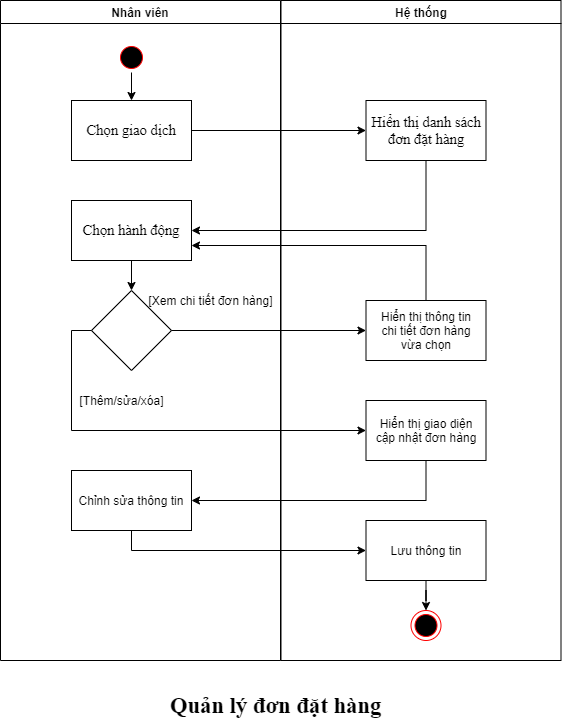 Nhân viên
Hệ thống
Chọn giao dịch
Hiển thị danh sách
đơn đặt hàng
Chọn hành động
[Xem chi tiết đơn hàng]
Hiển thị thông tin
chi tiết đơn hàng
vừa chọn
[Thêm/sửa/xóa]
Hiển thị giao diện
cập nhật đơn hàng
Chỉnh sửa thông tin
Lưu thông tin
Quản lý đơn đặt hàng